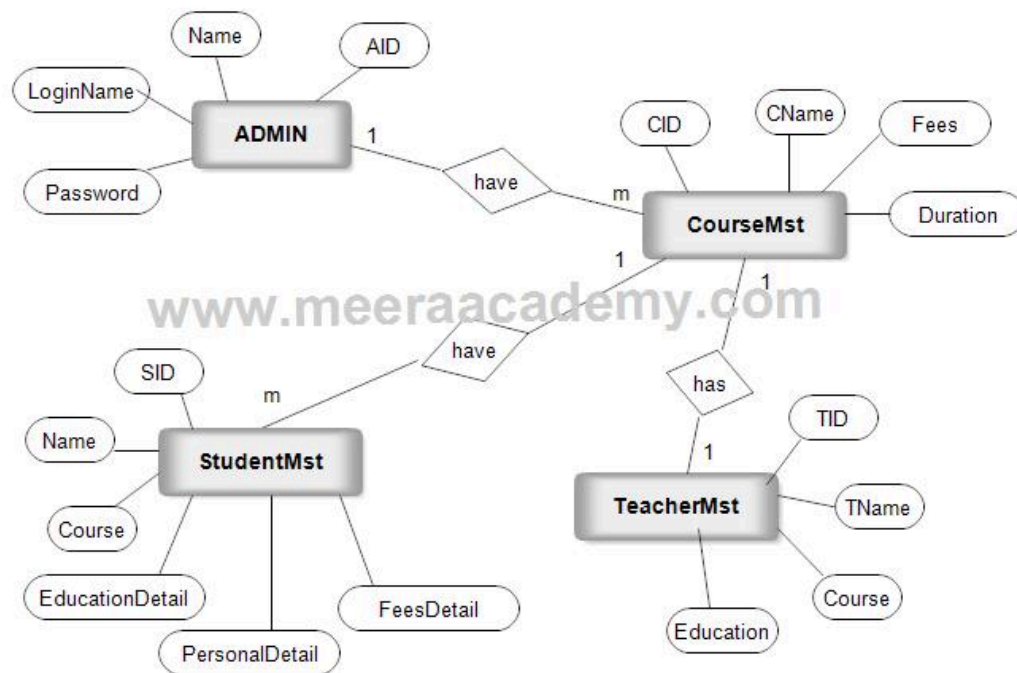 Name
AID
LoginName
ADMIN
Password
1
have
m
CID
CName
Fees
CourseMst
Duration
1
1
www.meeraacademy.com
have
has
m
1
SID
Name
StudentMst
Course
EducationDetail
PersonalDetail
FeesDetail
TID
TeacherMst
TName
Course
Education